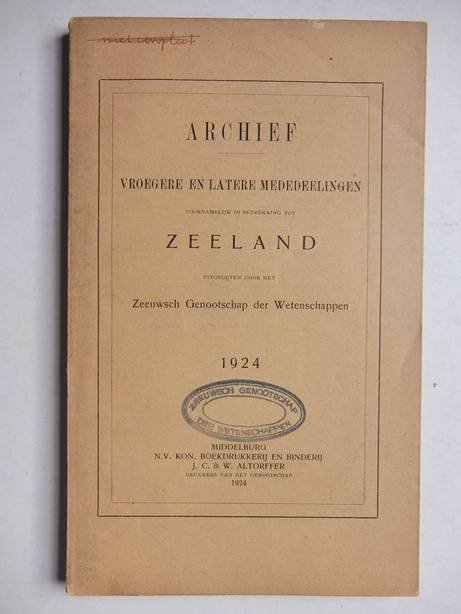 niet compleet
ARCHIEF
VROEGERE EN LATERE MEDEDEELINGEN
VOORNAMELIJK IN BETREKKING TOT
ZEELAND
UITGEGEVEN DOOR HET
Zeeuwsch Genootschap der Wetenschappen
1924
ZEEUWSCH GENOOTSCHAP
DER WETENSCHAPPEN
MIDDELBURG
N.V. KON. BOEKDRUKKERIJ EN BINDERIJ
J. C. & W. ALTORFFER
DRUKKERS VAN HET GENOOTSCHAP
1924